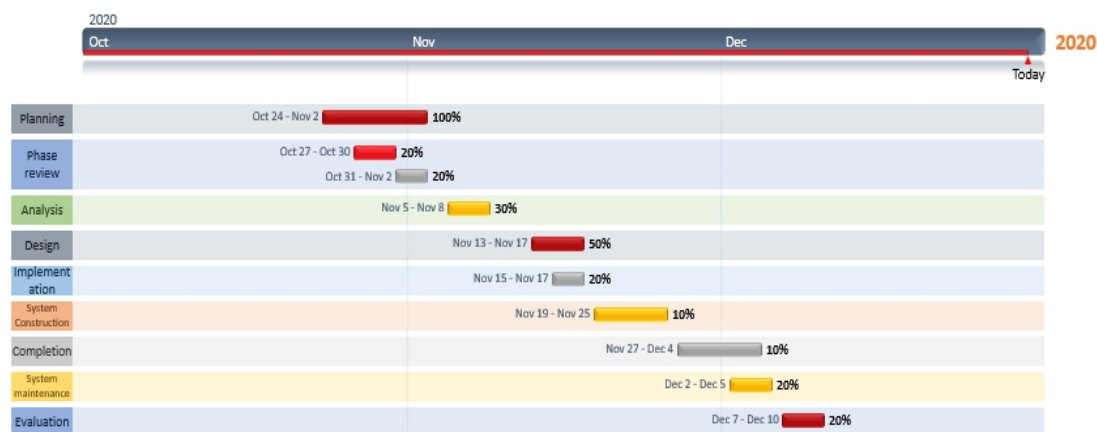 2020
Oct Nov Dec 2020
Today
Planning Oct 24 - Nov 2 100%
Phase
review
Oct 27 - Oct 30 20%
Oct 31 - Nov 2 20%
Analysis Nov 5 - Nov 8 30%
Design Nov 13 - Nov 17 50%
Implement
ation
Nov 15 - Nov 17 20%
System
Construction
Nov 19 - Nov 25 10%
Completion Nov 27 - Dec 4 10%
System
maintenance
Dec 2 - Dec 5 20%
Evaluation Dec 7 - Dec 10 20%